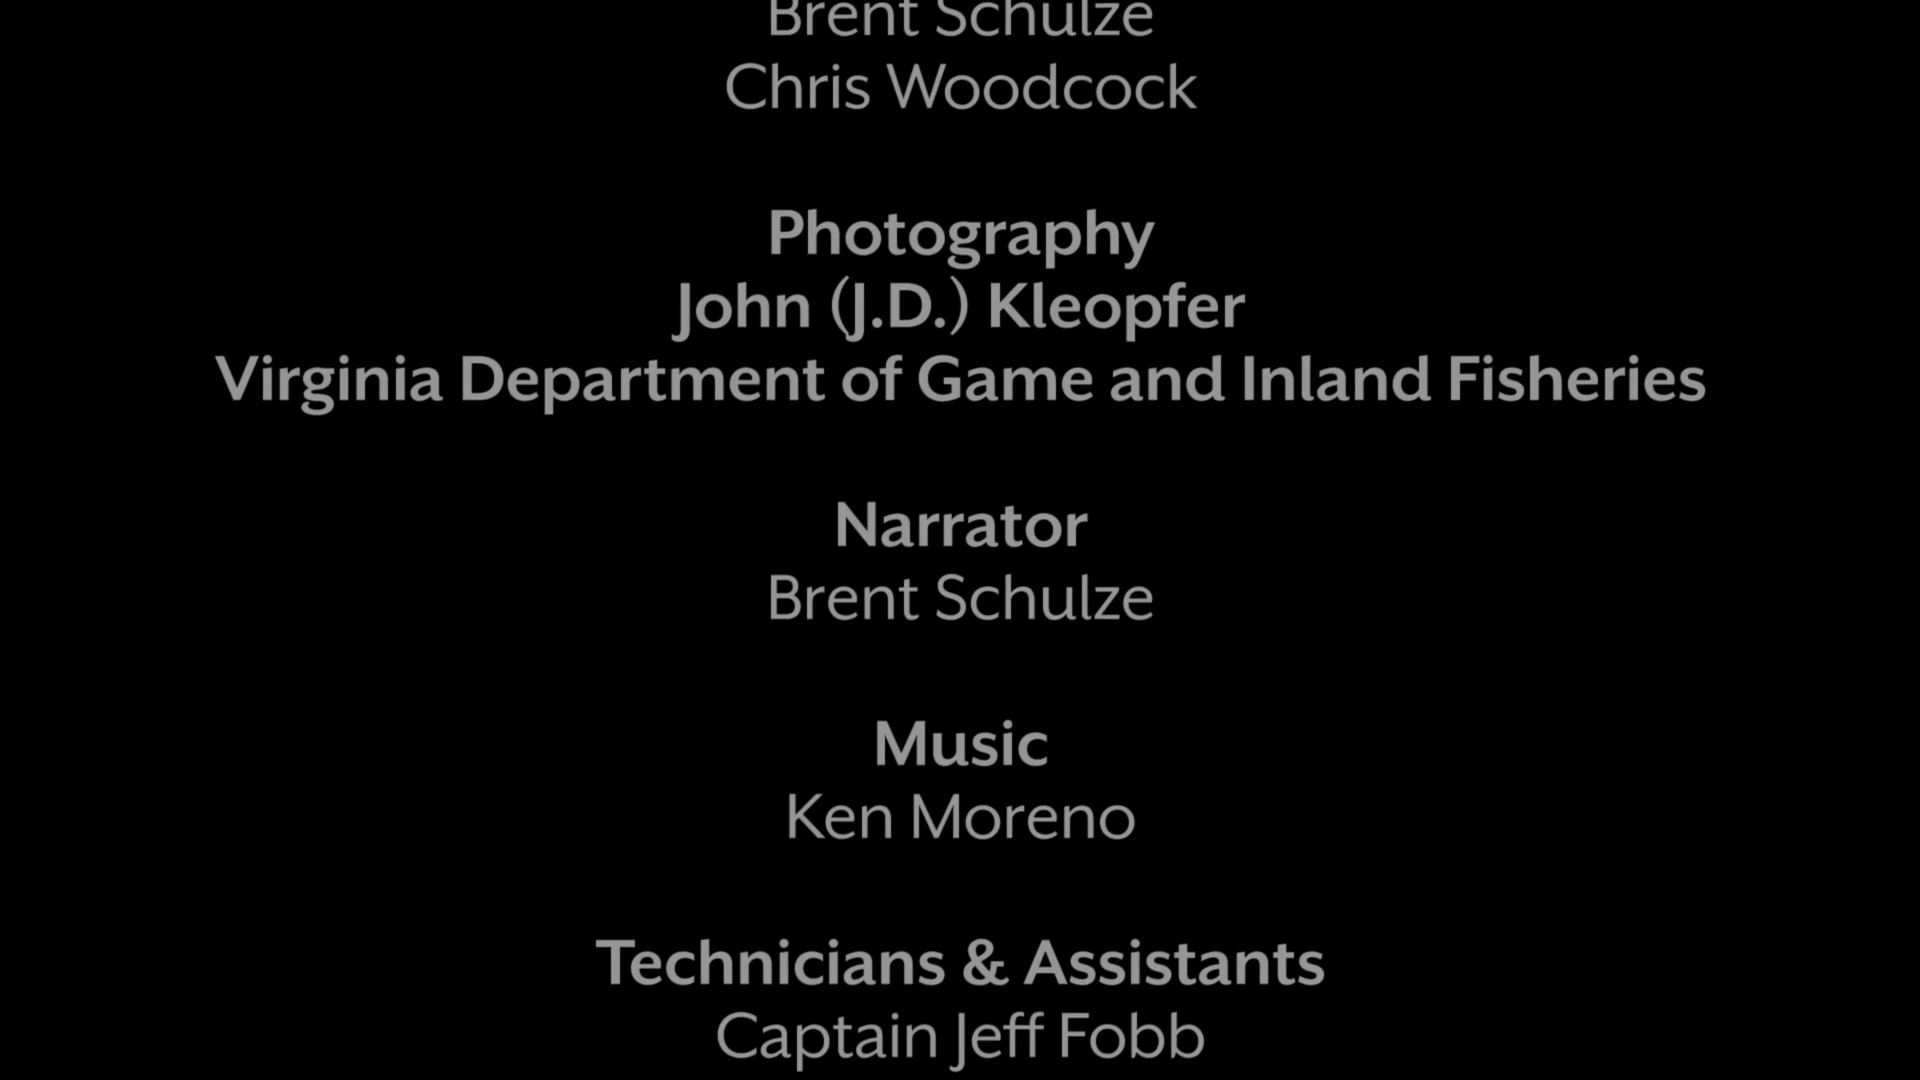 Brent Schulze
Chris Woodcock
Photography
John (J.D.) Kleopfer
Virginia Department of Game and Inland Fisheries
Narrator
Brent Schulze
Music
Ken Moreno
Technicians & Assistants
Captain Jeff Fobb